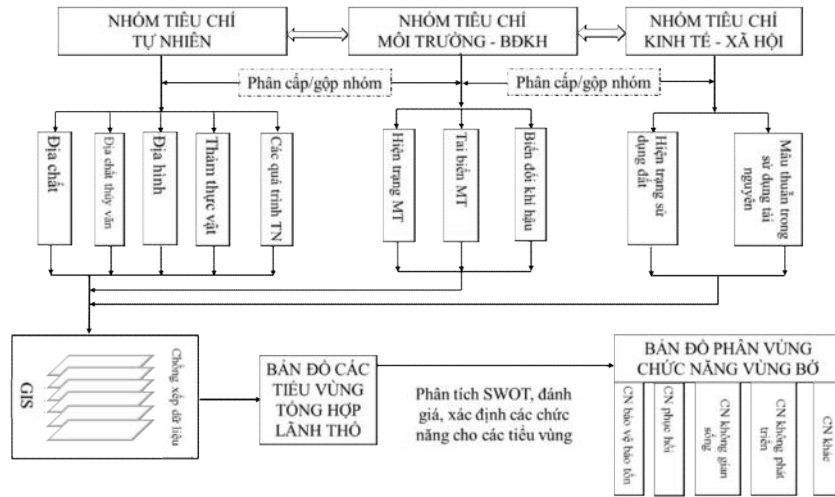 NHÓM TIÊU CHÍ
TỰ NHIÊN
NHÓM TIÊU CHÍ
MÔI TRƯỜNG - BĐKH
NHÓM TIÊU CHÍ
KINH TẾ - XÃ HỘI
Phân cấp/gộp nhóm
Phân cấp/gộp nhóm
Địa chất
Địa chất thủy văn
Địa hình
Thảm thực vật
Các quá trình TN
Hiện trạng MT
Tai biến MT
Biến đổi khí hậu
Hiện trạng sử
dụng đất
Mâu thuẫn trong
sử dụng tài
nguyên
GIS
Chồng xếp dữ liệu
BẢN ĐỒ CÁC
TIỂU VÙNG
TỔNG HỢP
LÃNH THỔ
Phân tích SWOT, đánh
giá, xác định các chức
năng cho các tiểu vùng
BẢN ĐỒ PHÂN VÙNG
CHỨC NĂNG VÙNG BỜ
CN bảo vệ bảo tồn
CN phục hồi
CN không gian
sống
CN không phát
triển
CN khác